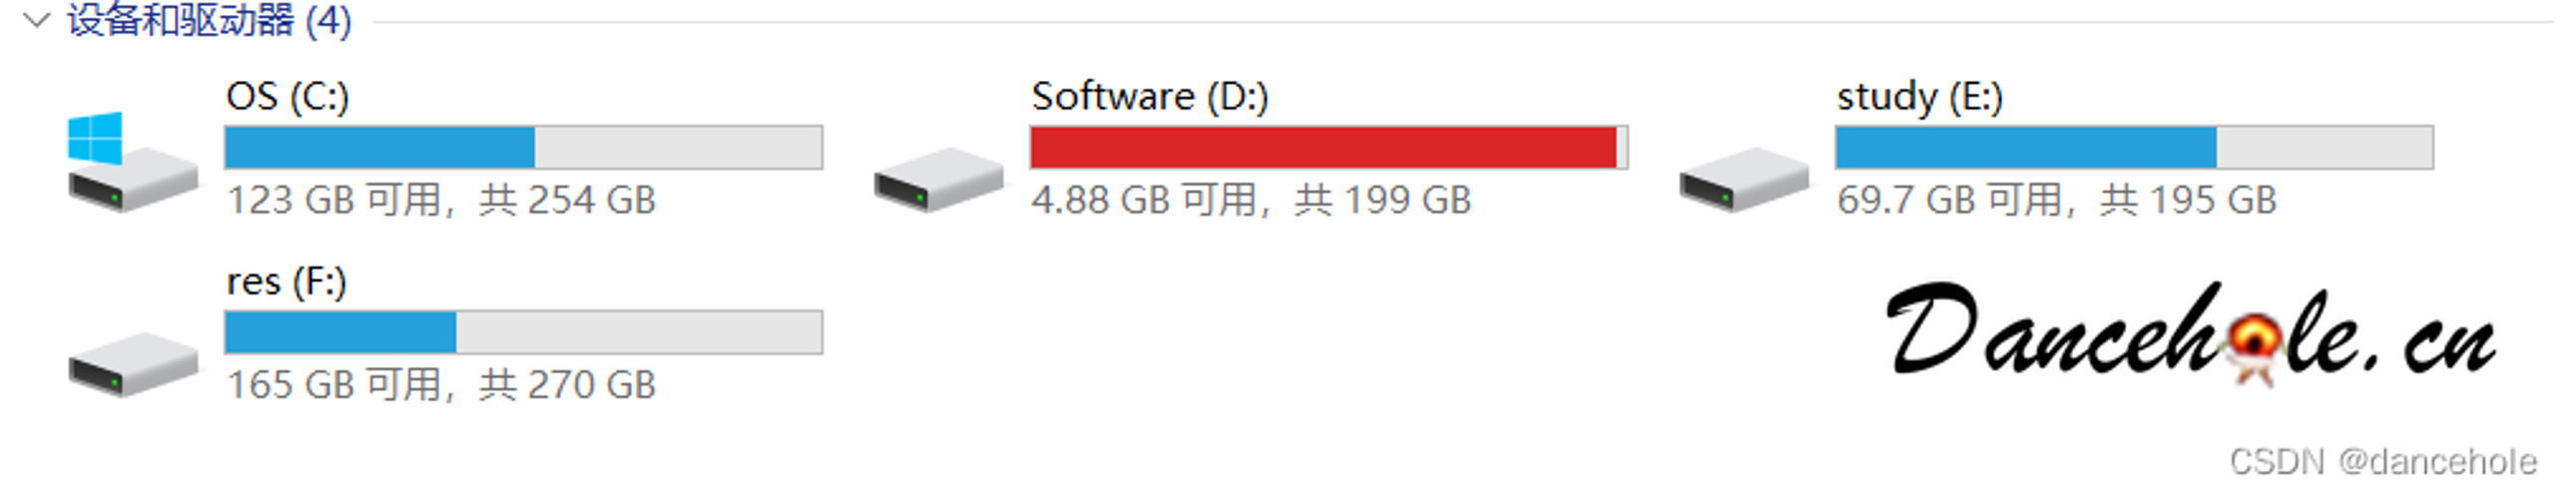 设备和驱动器 (4)
OS (C:)
123 GB 可用，共 254 GB
Software (D:)
4.88 GB 可用，共 199 GB
study (E:)
69.7 GB 可用，共 195 GB
res (F:)
165 GB 可用，共 270 GB
Dancehole.cn
CSDN @dancehole